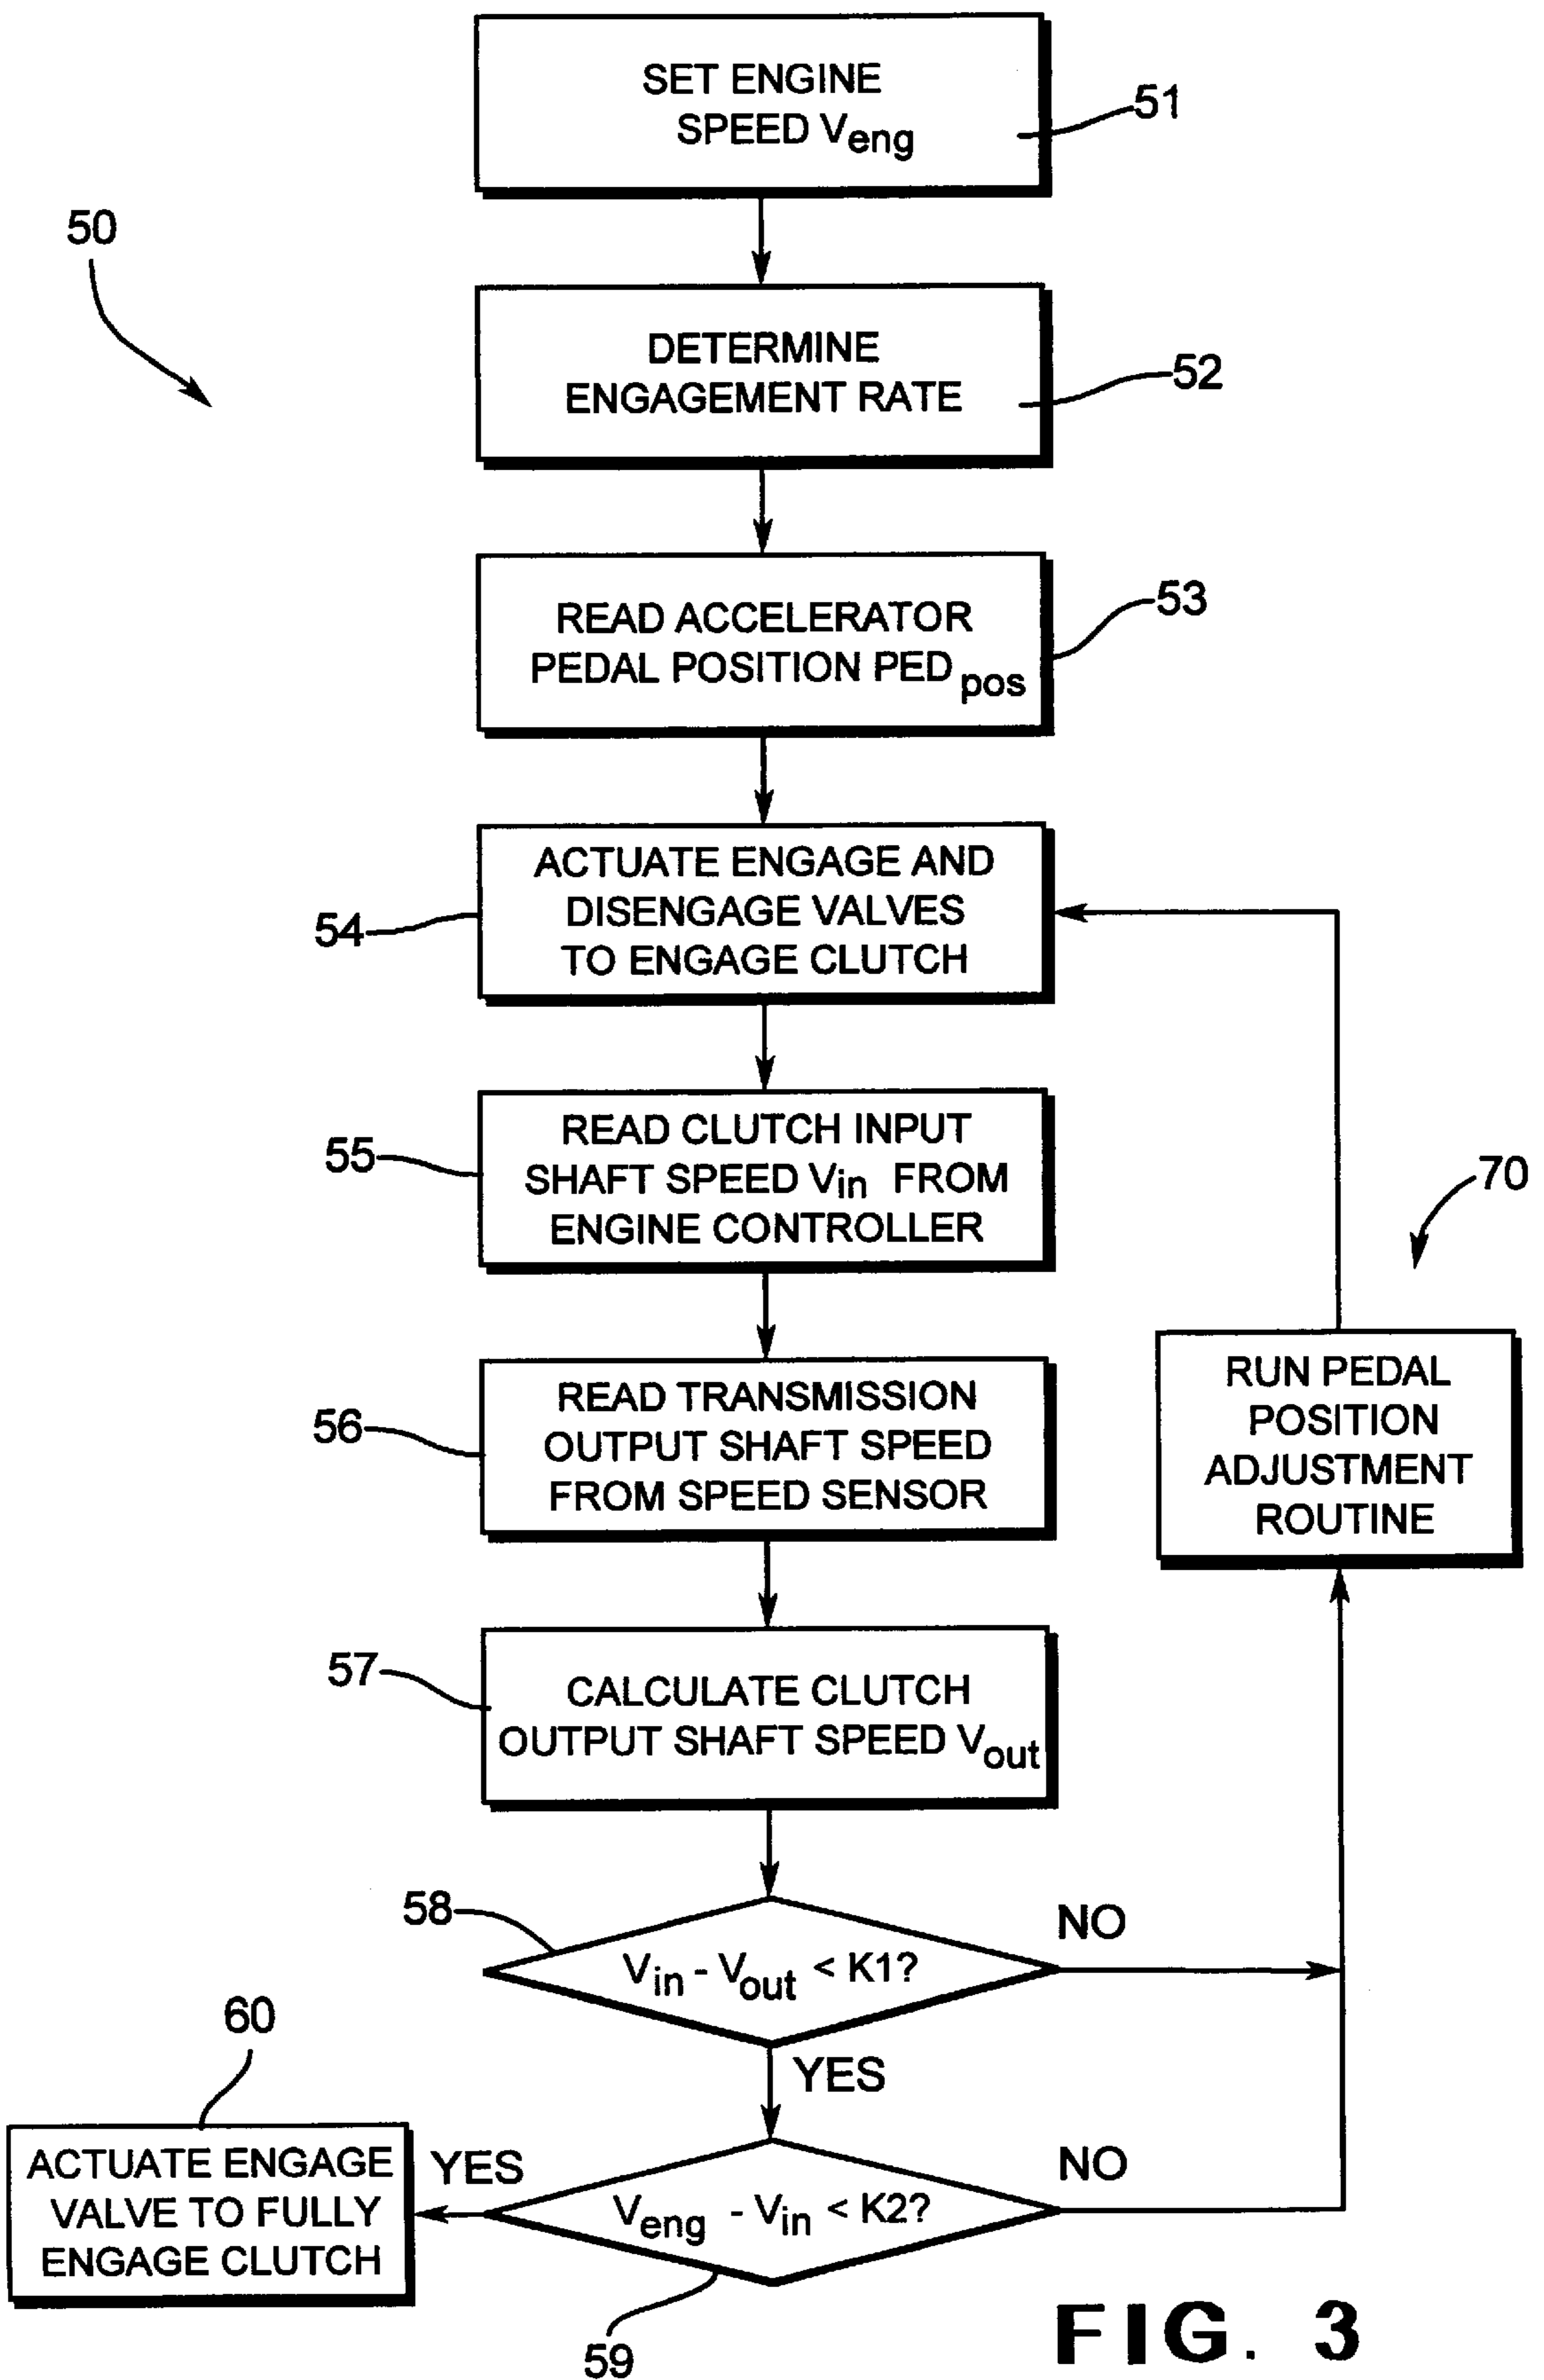 SET ENGINE
SPEED Veng
51
50
DETERMINE
ENGAGEMENT RATE
52
READ ACCELERATOR
PEDAL POSITION PEDpos
53
ACTUATE ENGAGE AND
DISENGAGE VALVES
TO ENGAGE CLUTCH
54
READ CLUTCH INPUT
SHAFT SPEED Vin FROM
ENGINE CONTROLLER
55
70
READ TRANSMISSION
OUTPUT SHAFT SPEED
FROM SPEED SENSOR
56
RUN PEDAL
POSITION
ADJUSTMENT
ROUTINE
CALCULATE CLUTCH
OUTPUT SHAFT SPEED Vout
57
58
Vin - Vout < K1?
NO
YES
60
ACTUATE ENGAGE
VALVE TO FULLY
ENGAGE CLUTCH
YES
Veng - Vin < K2?
NO
59
FIG. 3